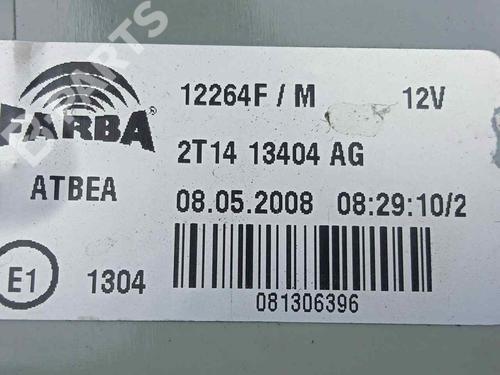 FARBA
12264F / M 12V
2T14 13404 AG
ATBEA
08.05.2008 08:29:10/2
E1 1304
081306396